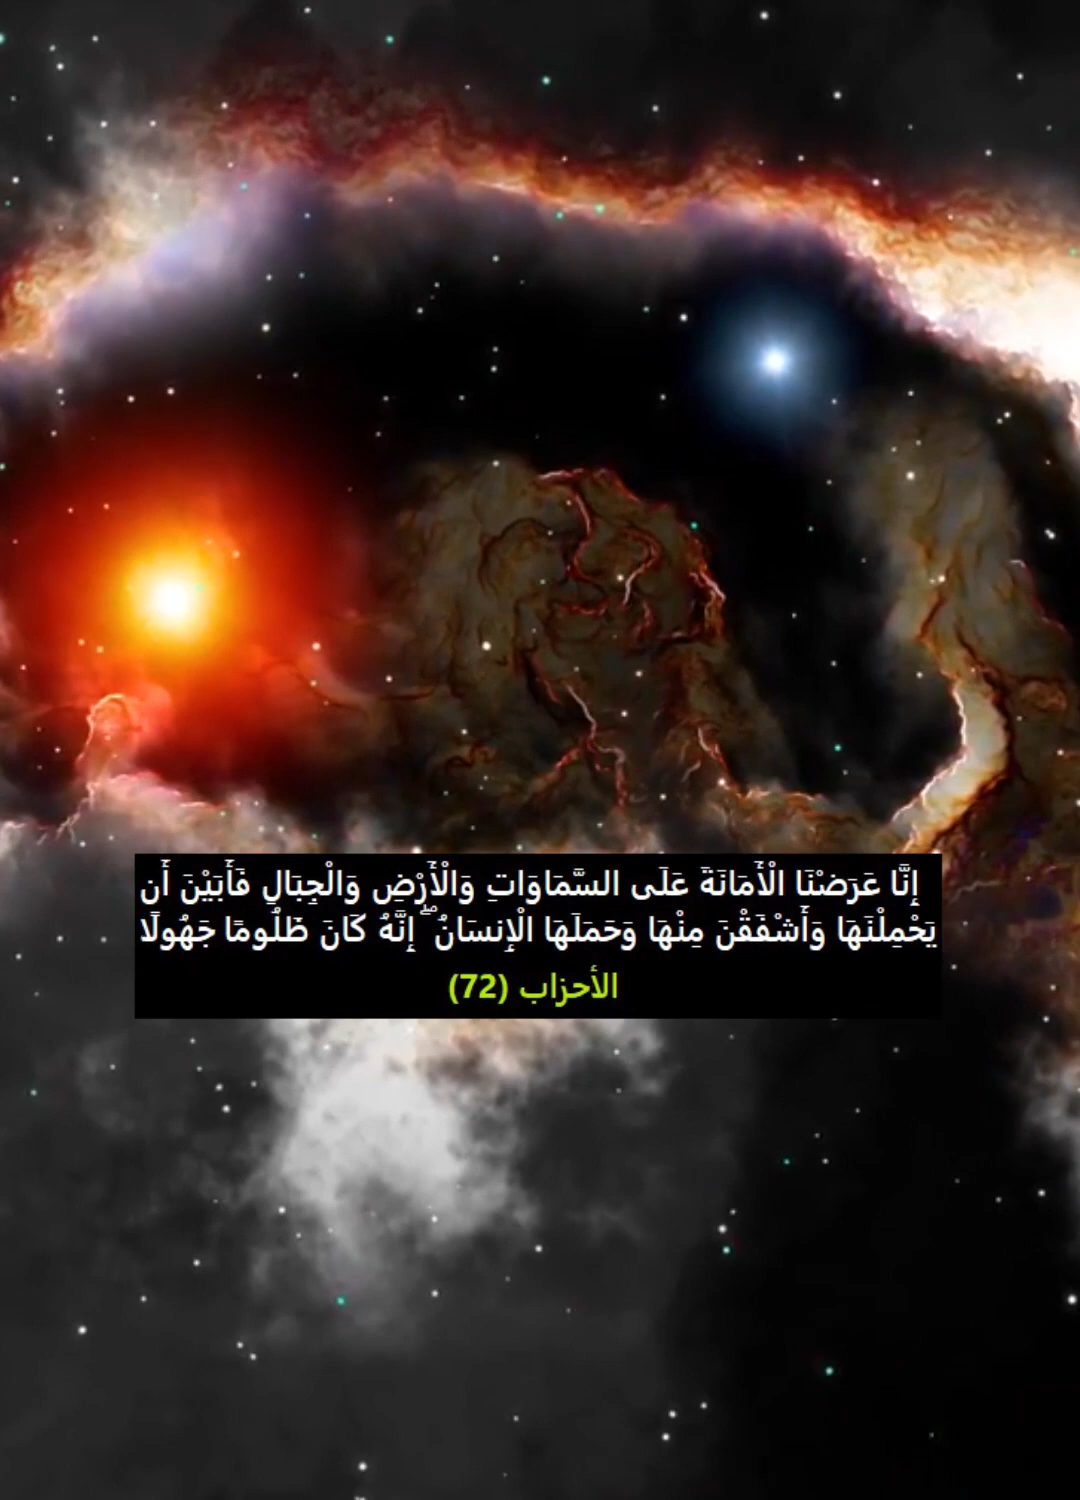 إِنَّا عَرَضْنَا الْأَمَانَةَ عَلَى السَّمَاوَاتِ وَالْأَرْضِ وَالْجِبَالِ فَأَبَيْنَ أَن
يَحْمِلْنَهَا وَأَشْفَقْنَ مِنْهَا وَحَمَلَهَا الْإِنسَانُ ۖ إِنَّهُ كَانَ ظَلُومًا جَهُولًا
الأحزاب (72)